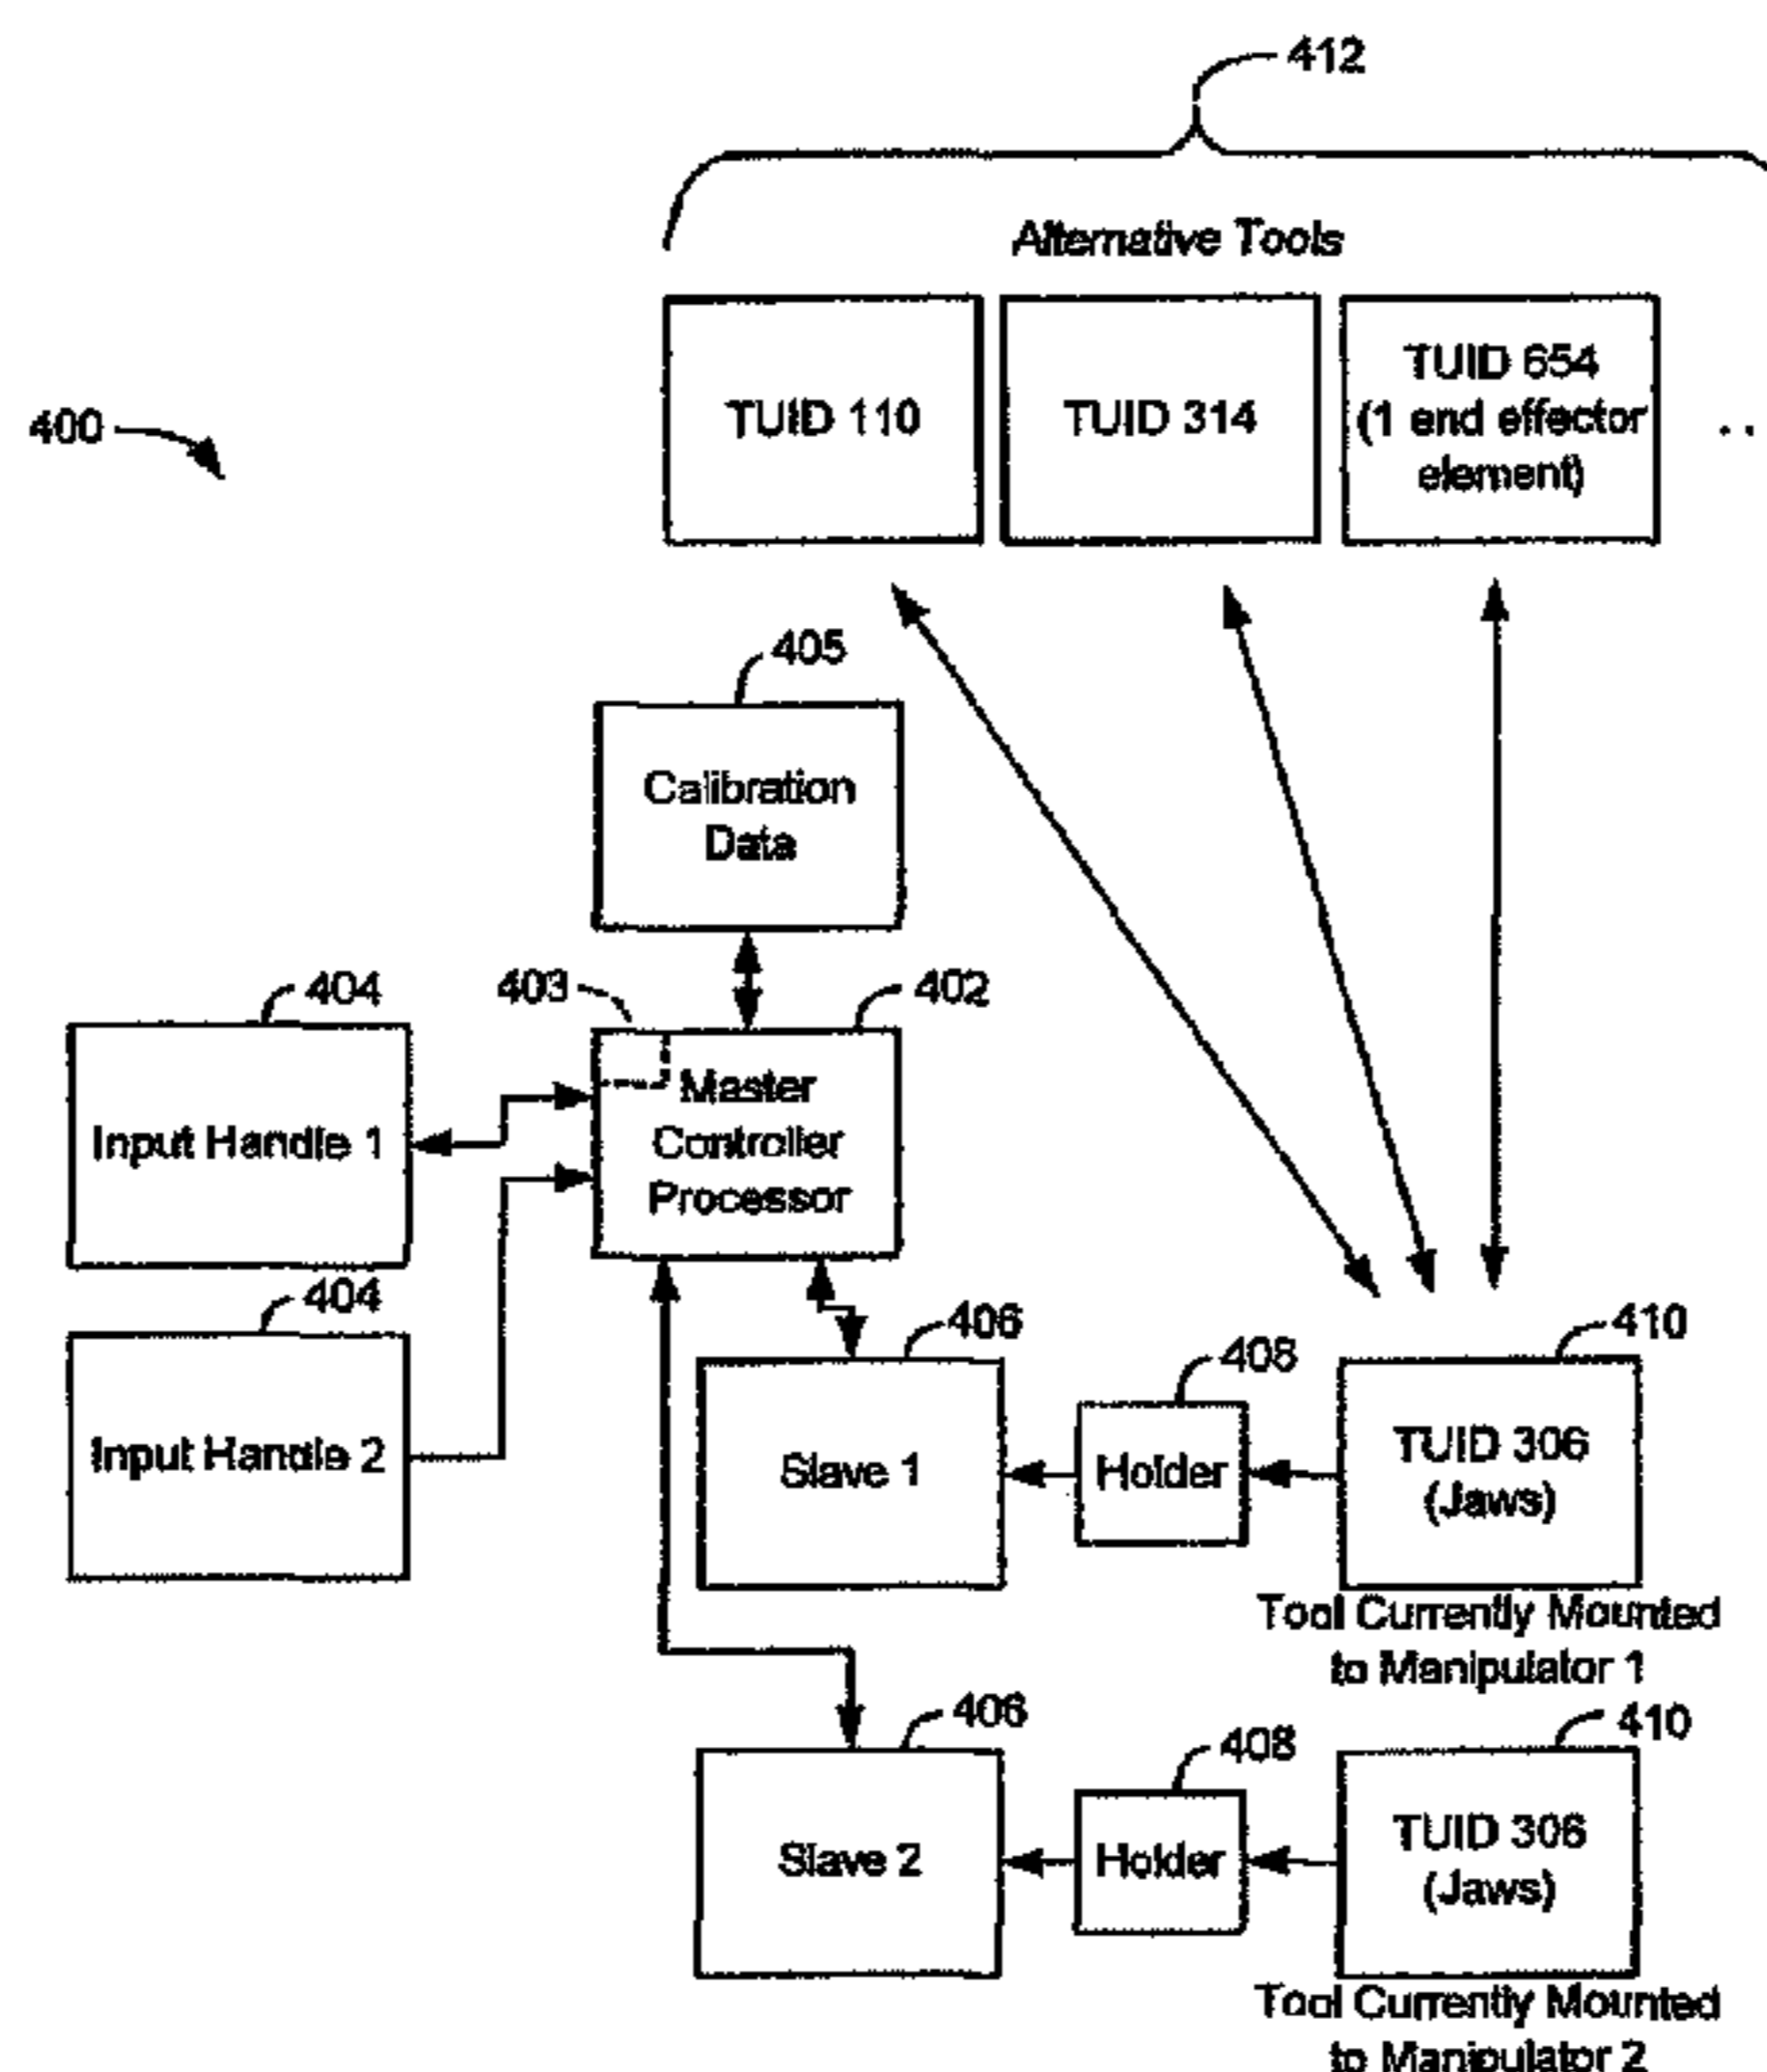 412
Alternative Tools
TUID 110
TUID 314
TUID 654
(1 end effector
element)
. .
400
405
Calibration
Data
404
403
402
Input Handle 1
Master
Controller
Processor
404
Input Handle 2
406
Slave 1
408
Holder
410
TUID 306
(Jaws)
Tool Currently Mounted
to Manipulator 1
406
Slave 2
408
Holder
410
TUID 306
(Jaws)
Tool Currently Mounted
to Manipulator 2